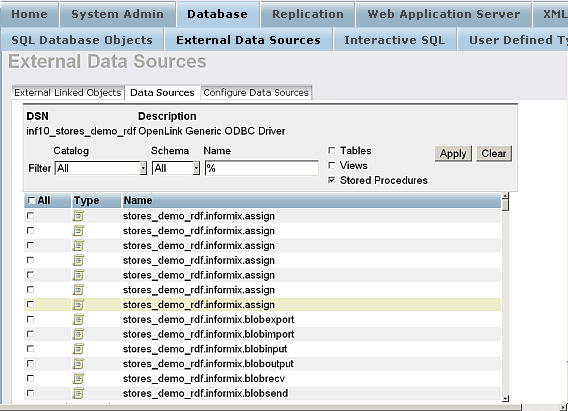 Home System Admin Database Replication Web Application Server XML
SQL Database Objects External Data Sources Interactive SQL User Defined Ty
External Data Sources
External Linked Objects Data Sources Configure Data Sources
DSN Description
inf10_stores_demo_rdf OpenLink Generic ODBC Driver
Catalog Schema Name Tables
Filter All All % Views Apply Clear
Stored Procedures
All Type Name
stores_demo_rdf.informix.assign
stores_demo_rdf.informix.assign
stores_demo_rdf.informix.assign
stores_demo_rdf.informix.assign
stores_demo_rdf.informix.assign
stores_demo_rdf.informix.assign
stores_demo_rdf.informix.assign
stores_demo_rdf.informix.blobexport
stores_demo_rdf.informix.blobimport
stores_demo_rdf.informix.blobinput
stores_demo_rdf.informix.bloboutput
stores_demo_rdf.informix.blobrecv
stores_demo_rdf.informix.blobsend